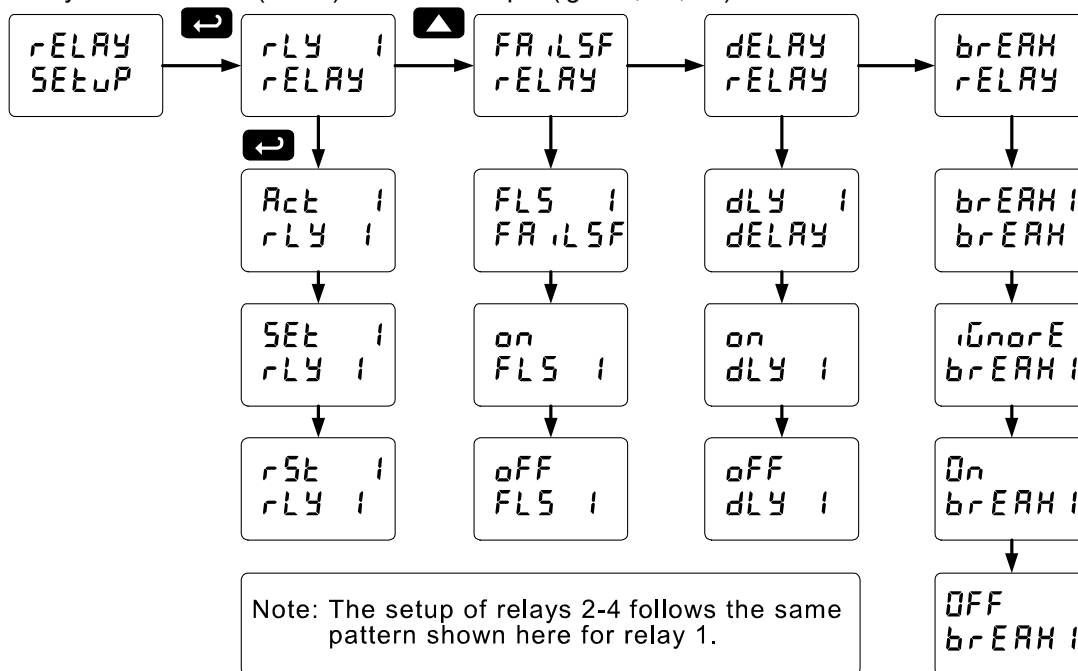 rELAY
SEtuP
rLY 1
rELAY
FAiLSF
rELAY
dELAY
rELAY
brEAH
rELAY
Act 1
rLY 1
FLS 1
FAiLSF
dLY 1
dELAY
brEAH1
brEAH
SEt 1
rLY 1
on
FLS 1
on
dLY 1
iGnorE
brEAH1
rSt 1
rLY 1
oFF
FLS 1
oFF
dLY 1
On
brEAH1
Note: The setup of relays 2-4 follows the same
pattern shown here for relay 1.
OFF
brEAH1